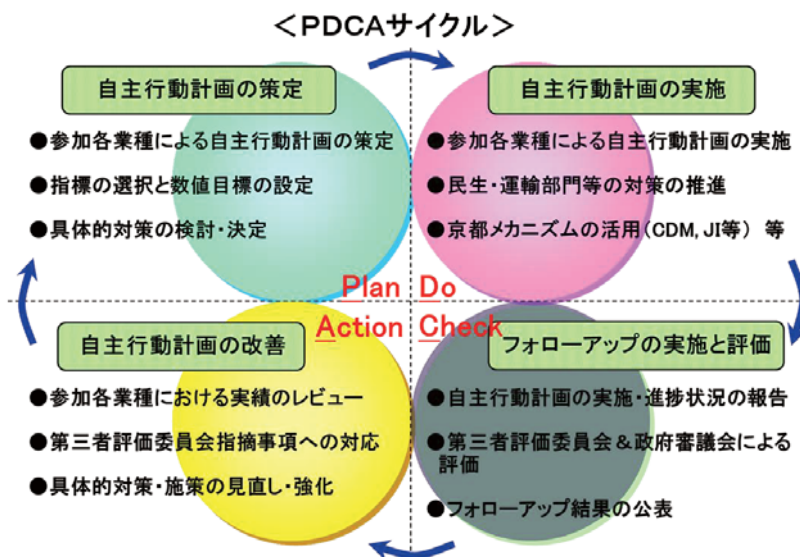 ＜PDCAサイクル＞
自主行動計画の策定
●参加各業種による自主行動計画の策定
●指標の選択と数値目標の設定
●具体的対策の検討・決定
自主行動計画の実施
●参加各業種による自主行動計画の実施
●民生・運輸部門等の対策の推進
●京都メカニズムの活用（CDM, JI等） 等
Plan Do
Action Check
自主行動計画の改善
●参加各業種における実績のレビュー
●第三者評価委員会指摘事項への対応
●具体的対策・施策の見直し・強化
フォローアップの実施と評価
●自主行動計画の実施・進捗状況の報告
●第三者評価委員会＆政府審議会による
評価
●フォローアップ結果の公表